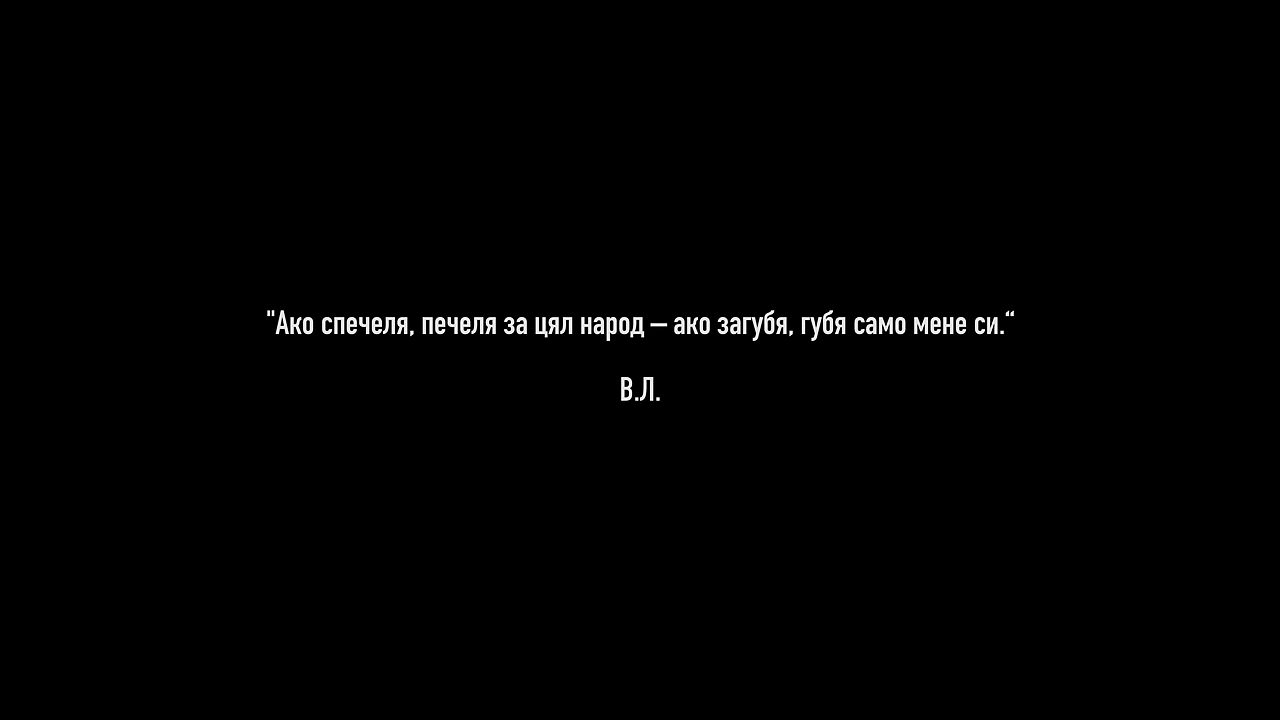 "Ако спечеля, печеля за цял народ – ако загубя, губя само мене си.“
В.Л.